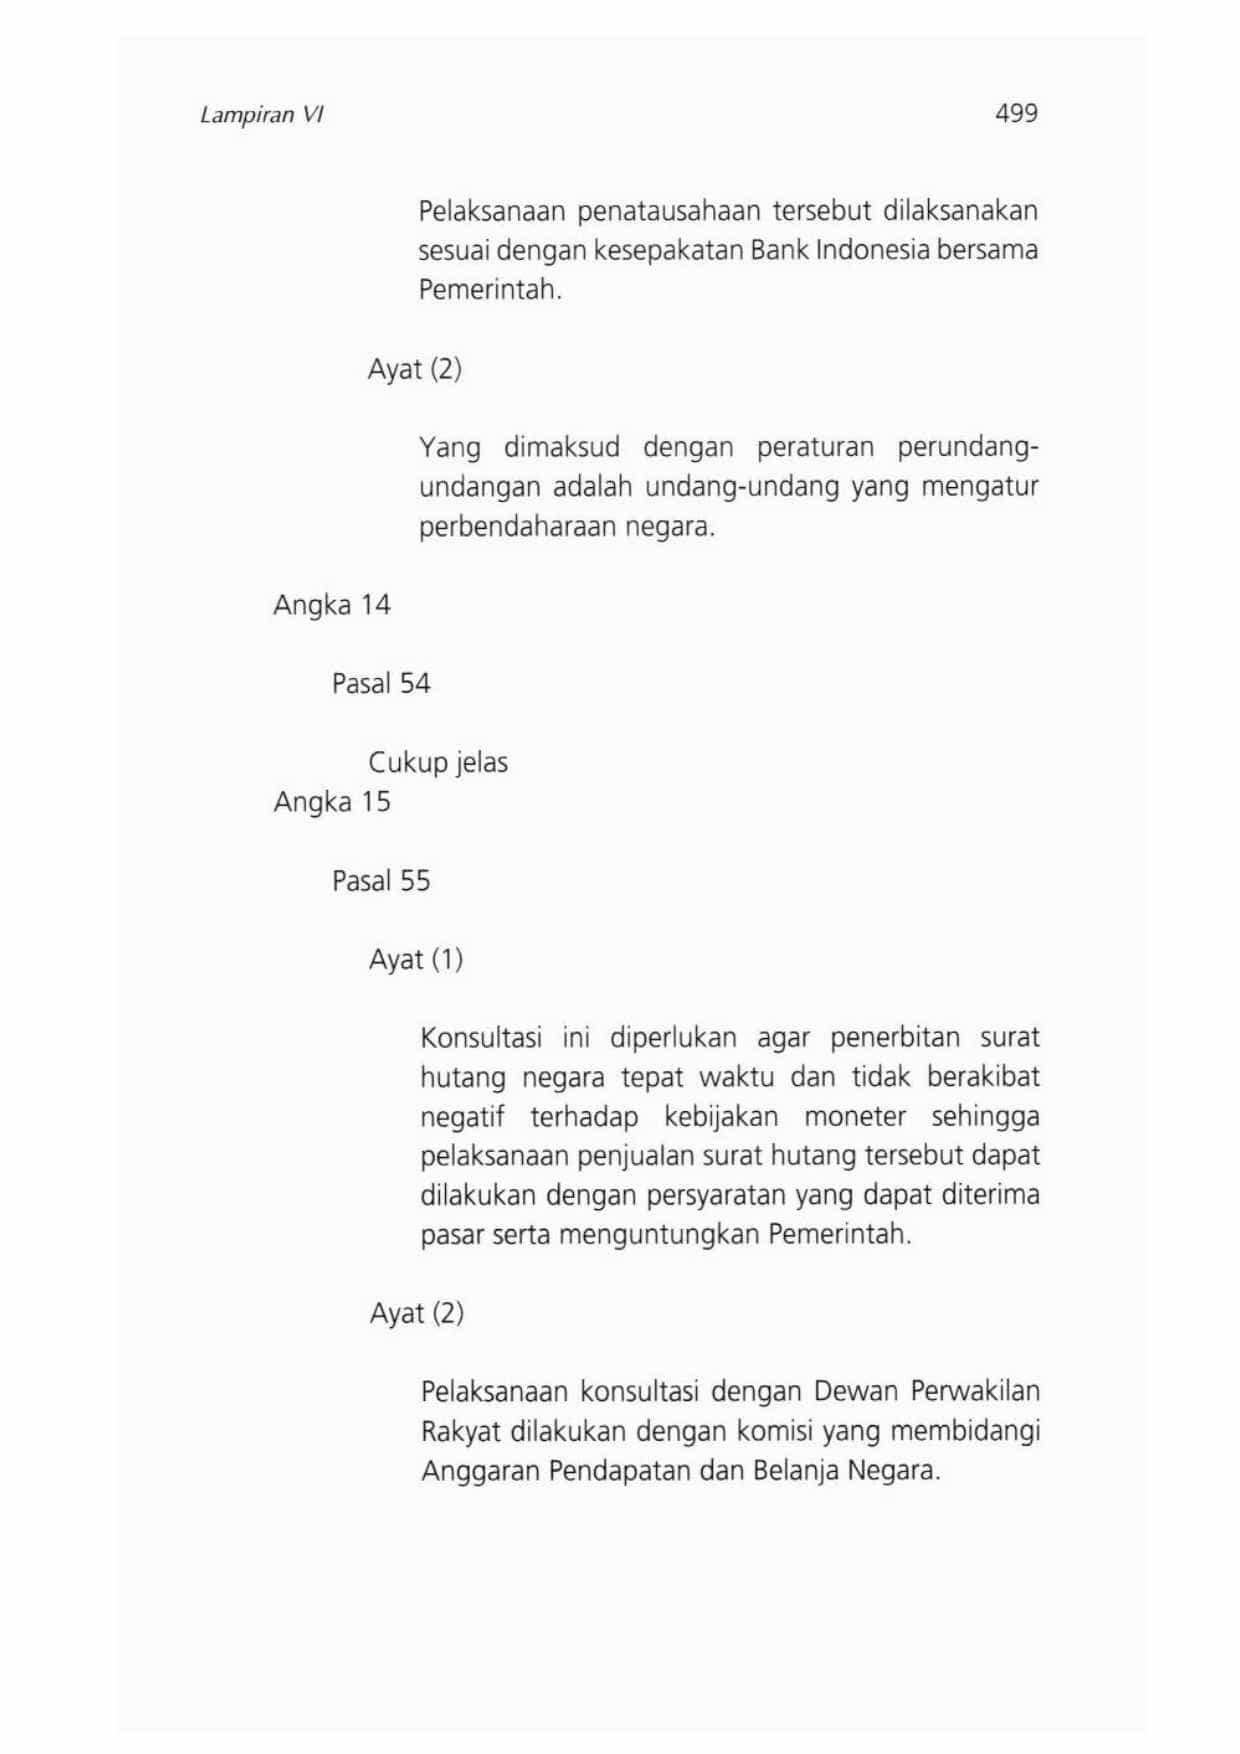 Lampiran VI 499
Pelaksanaan penatausahaan tersebut dilaksanakan
sesuai dengan kesepakatan Bank Indonesia bersama
Pemerintah.
Ayat (2)
Yang dimaksud dengan peraturan perundang-
undangan adalah undang-undang yang mengatur
perbendaharaan negara.
Angka 14
Pasal 54
Cukup jelas
Angka 15
Pasal 55
Ayat (1)
Konsultasi ini diperlukan agar penerbitan surat
hutang negara tepat waktu dan tidak berakibat
negatif terhadap kebijakan moneter sehingga
pelaksanaan penjualan surat hutang tersebut dapat
dilakukan dengan persyaratan yang dapat diterima
pasar serta menguntungkan Pemerintah.
Ayat (2)
Pelaksanaan konsultasi dengan Dewan Perwakilan
Rakyat dilakukan dengan komisi yang membidangi
Anggaran Pendapatan dan Belanja Negara.